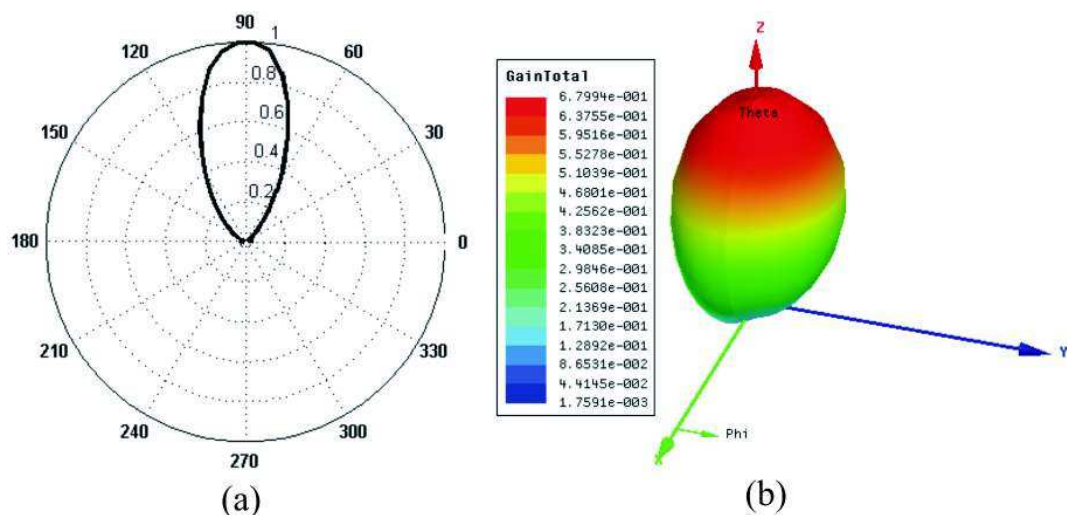 90
120
1
60
0.8
0.6
150
30
0.4
0.2
180
0
210
330
240
300
270
(a)
GainTotal
6.7994e-001
6.3755e-001
5.9516e-001
5.5278e-001
5.1039e-001
4.6801e-001
4.2562e-001
3.8323e-001
3.4085e-001
2.9846e-001
2.5608e-001
2.1369e-001
1.7130e-001
1.2892e-001
8.6531e-002
4.4145e-002
1.7591e-003
Z
Theta
Y
Phi
X
(b)